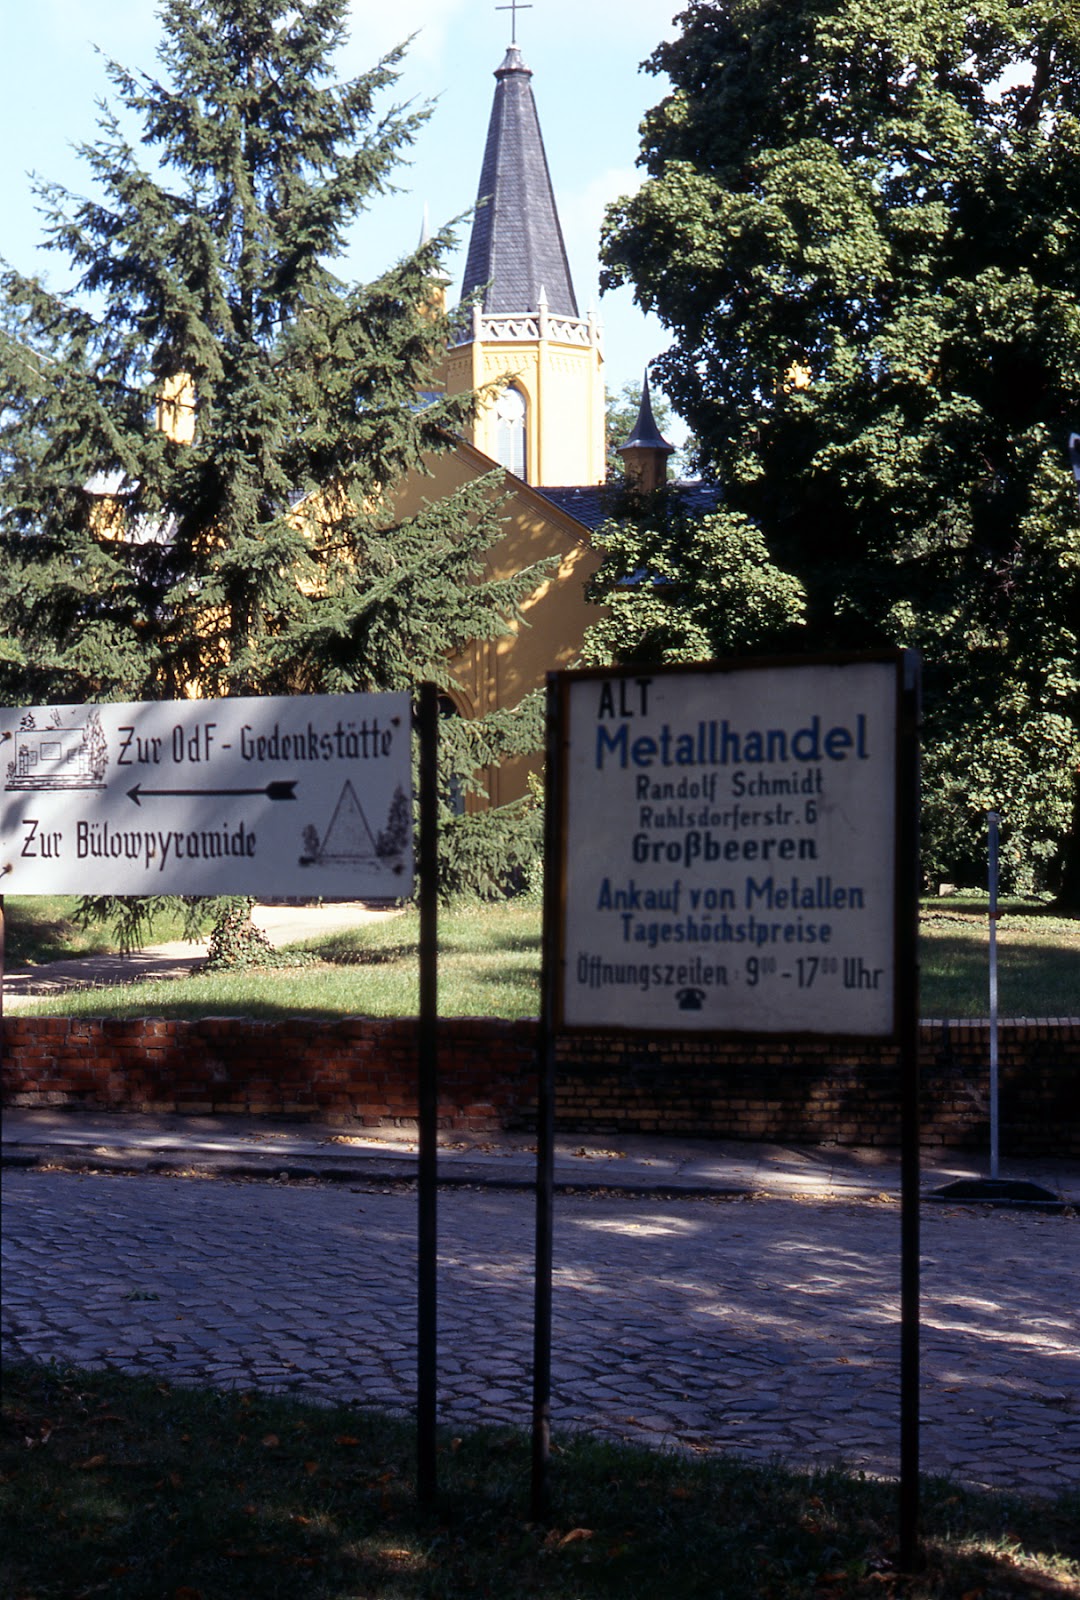 Zur OdF - Gedenkstätte
Zur Bülowpyramide
ALT
Metallhandel
Randolf Schmidt
Ruhlsdorferstr. 6
Großbeeren
Ankauf von Metallen
Tageshöchstpreise
Öffnungszeiten: 9⁰⁰ - 17⁰⁰ Uhr